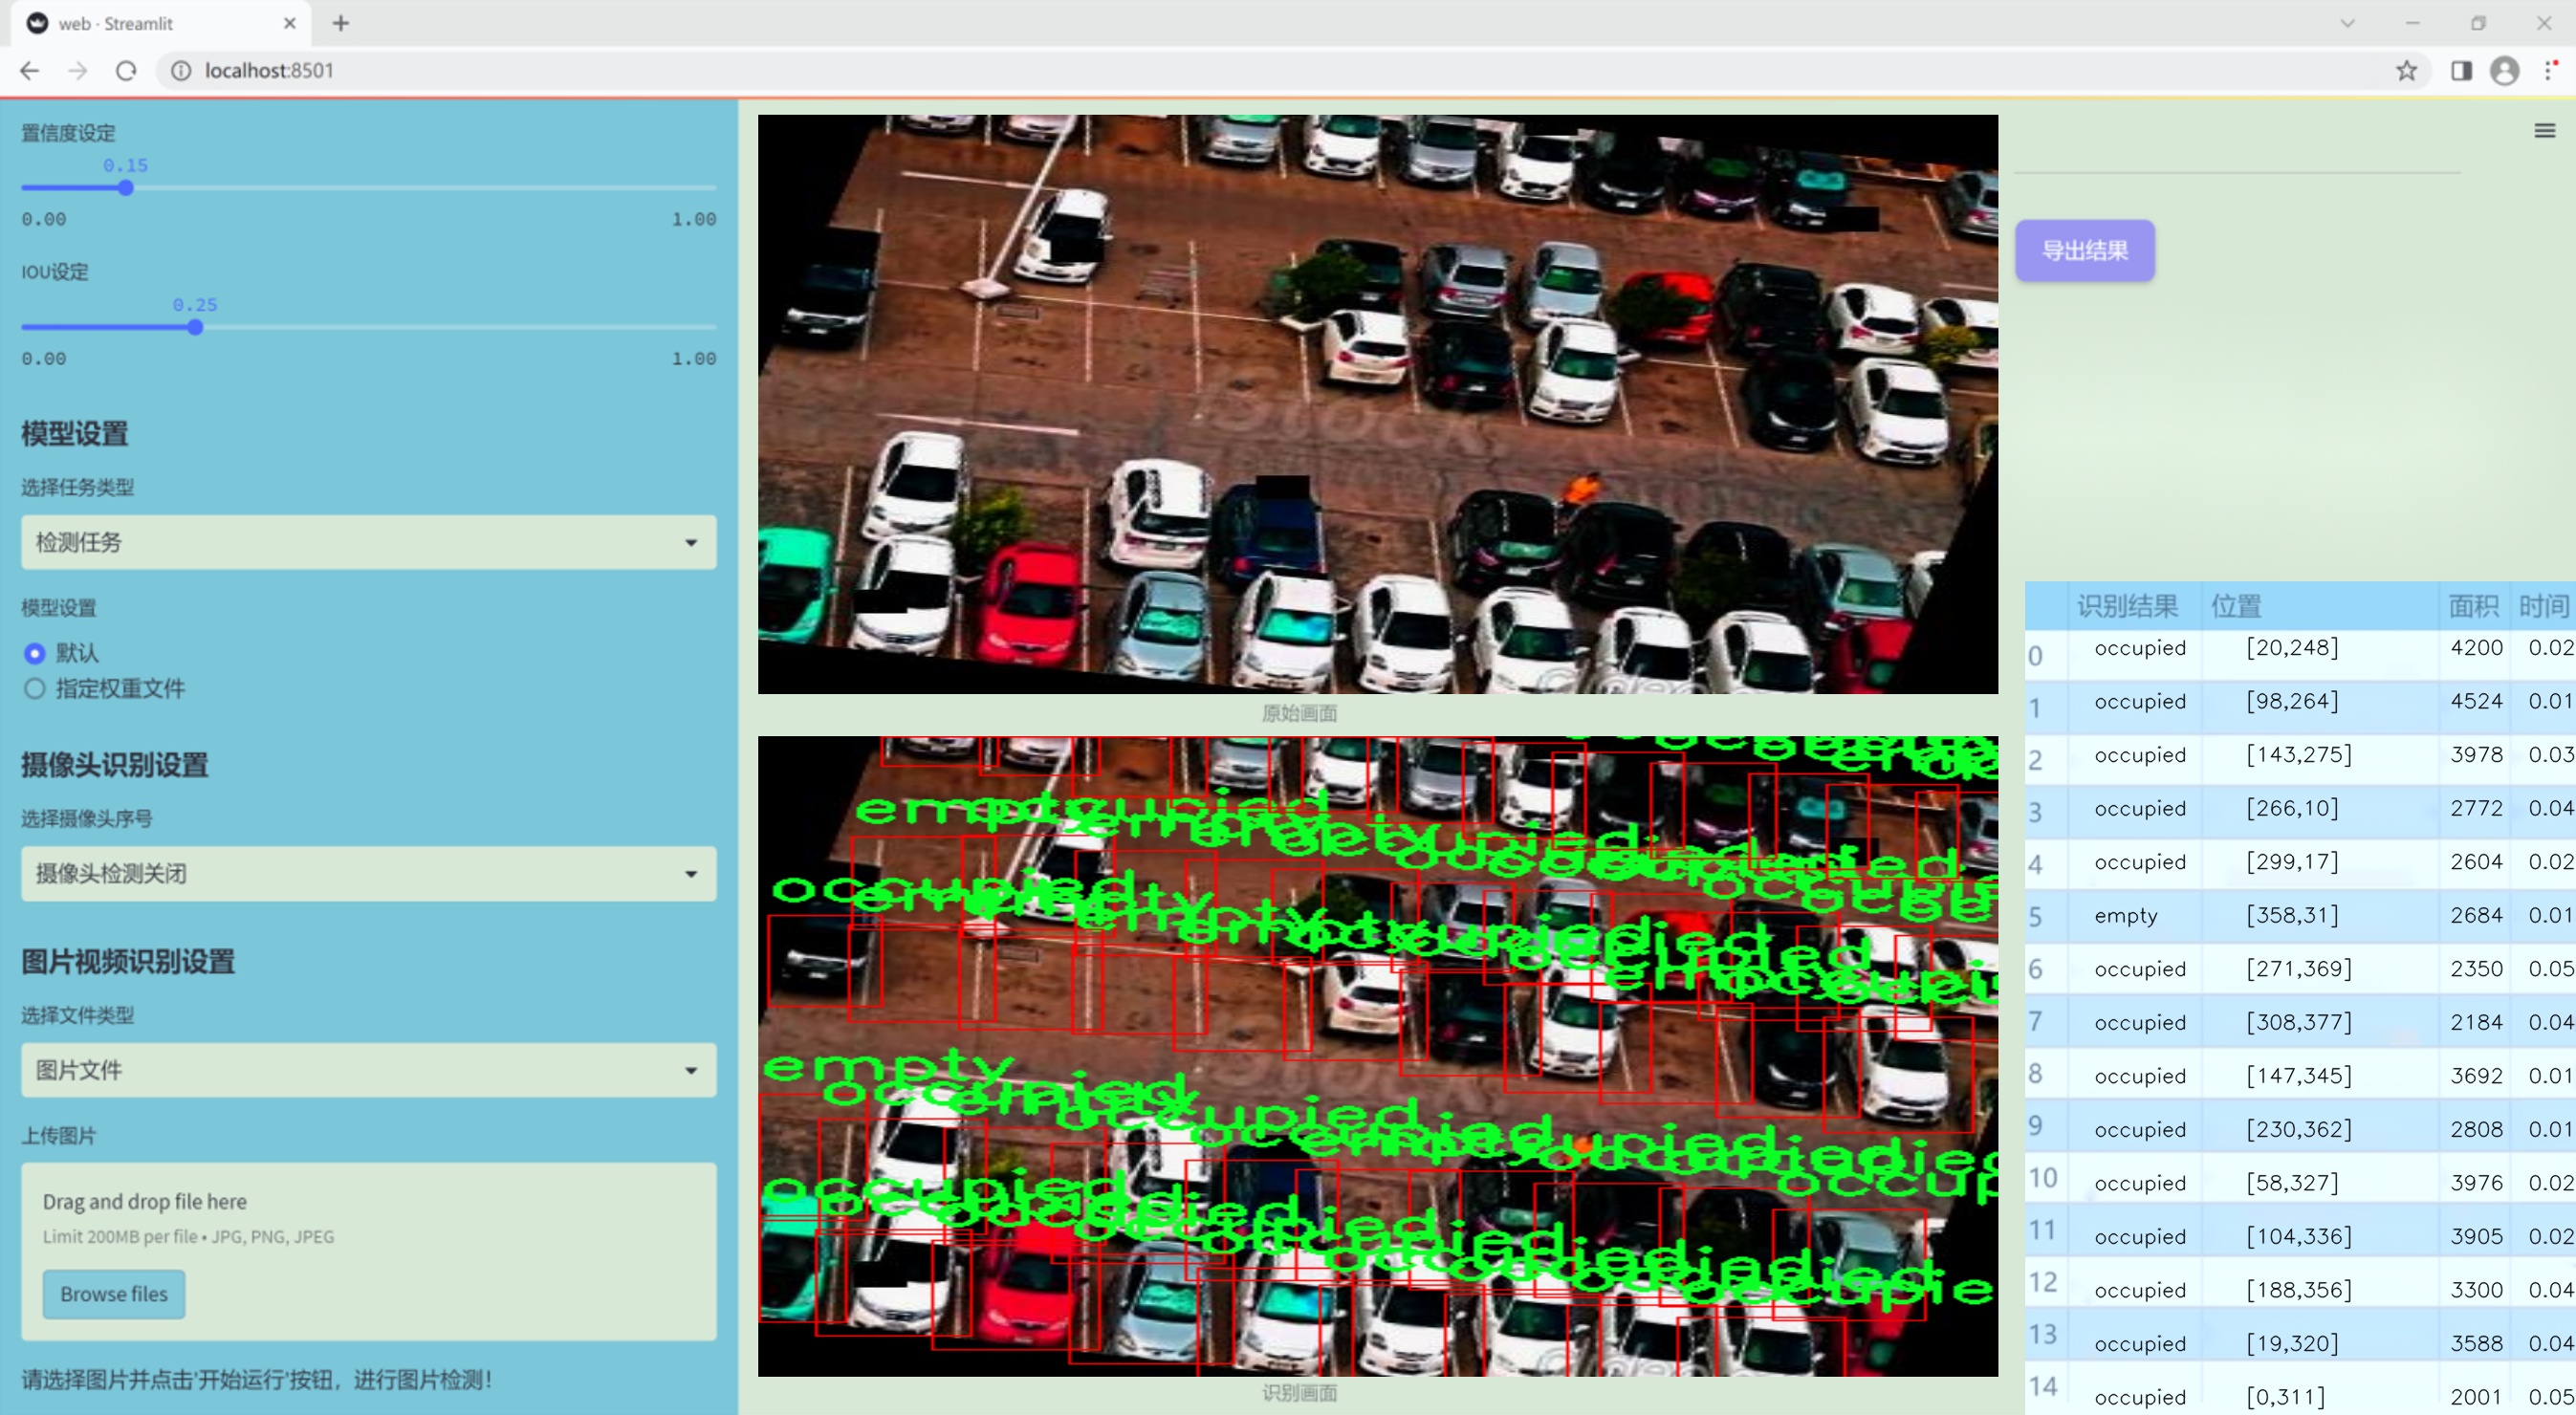 web · Streamlit
localhost:8501
置信度设定
0.15
0.00 1.00
IOU设定
0.25
0.00 1.00
模型设置
选择任务类型
检测任务
模型设置
默认
指定权重文件
摄像头识别设置
选择摄像头序号
摄像头检测关闭
图片视频识别设置
选择文件类型
图片文件
上传图片
Drag and drop file here
Limit 200MB per file • JPG, PNG, JPEG
Browse files
请选择图片并点击'开始运行'按钮，进行图片检测！
原始画面
empty
occupied
empty
occupied
occupied
识别画面
导出结果
识别结果 位置 面积 时间
0 occupied [20,248] 4200 0.02
1 occupied [98,264] 4524 0.01
2 occupied [143,275] 3978 0.03
3 occupied [266,10] 2772 0.04
4 occupied [299,17] 2604 0.02
5 empty [358,31] 2684 0.01
6 occupied [271,369] 2350 0.05
7 occupied [308,377] 2184 0.04
8 occupied [147,345] 3692 0.01
9 occupied [230,362] 2808 0.01
10 occupied [58,327] 3976 0.02
11 occupied [104,336] 3905 0.02
12 occupied [188,356] 3300 0.04
13 occupied [19,320] 3588 0.04
14 occupied [0,311] 2001 0.05